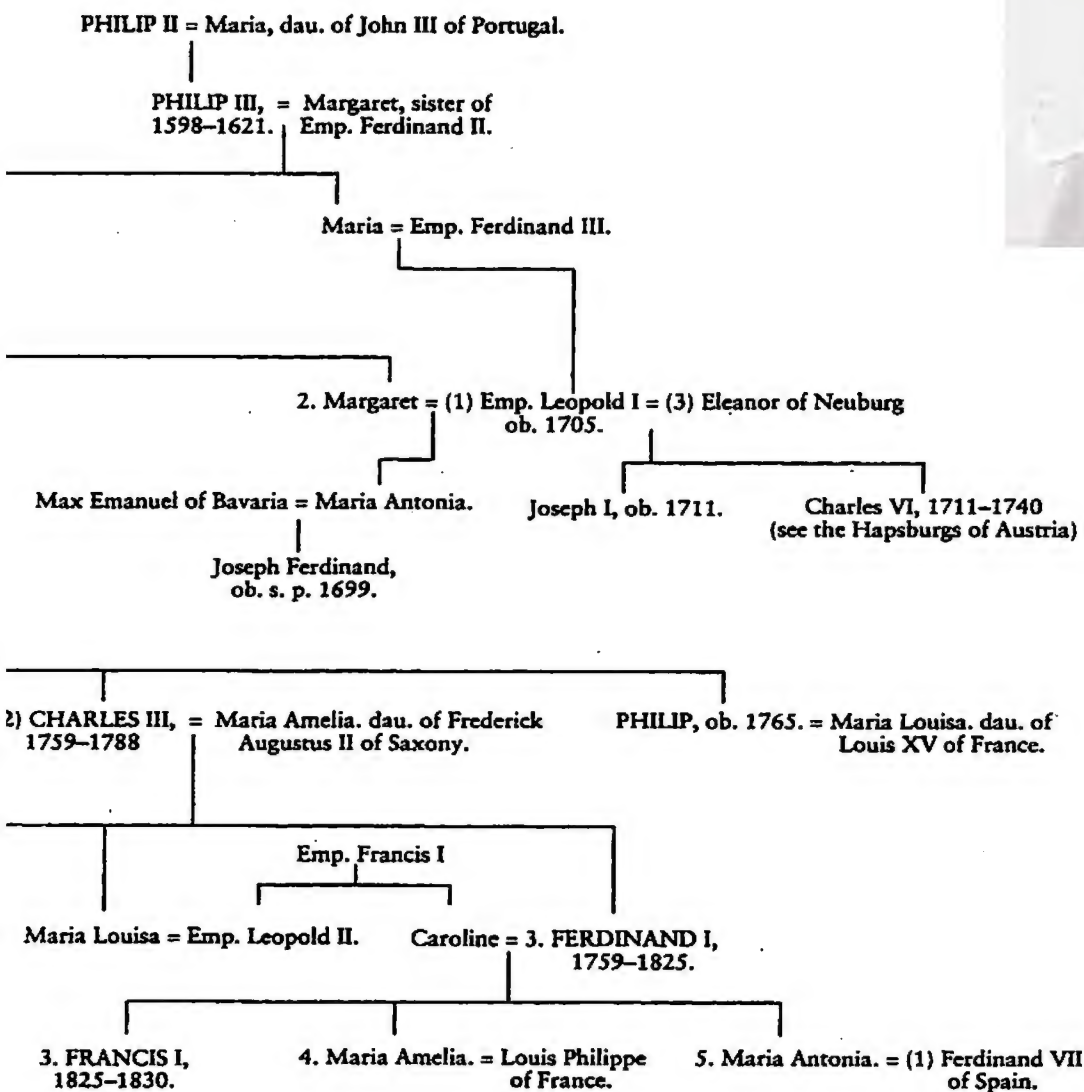 PHILIP II = Maria, dau. of John III of Portugal.
PHILIP III, = Margaret, sister of
1598–1621. Emp. Ferdinand II.
Maria = Emp. Ferdinand III.
2. Margaret = (1) Emp. Leopold I = (3) Eleanor of Neuburg
ob. 1705.
Max Emanuel of Bavaria = Maria Antonia.
Joseph I, ob. 1711.
Charles VI, 1711–1740
(see the Hapsburgs of Austria)
Joseph Ferdinand,
ob. s. p. 1699.
2) CHARLES III, = Maria Amelia. dau. of Frederick
1759–1788 Augustus II of Saxony.
PHILIP, ob. 1765. = Maria Louisa. dau. of
Louis XV of France.
Emp. Francis I
Maria Louisa = Emp. Leopold II.
Caroline = 3. FERDINAND I,
1759–1825.
3. FRANCIS I,
1825–1830.
4. Maria Amelia. = Louis Philippe
of France.
5. Maria Antonia. = (1) Ferdinand VII
of Spain.